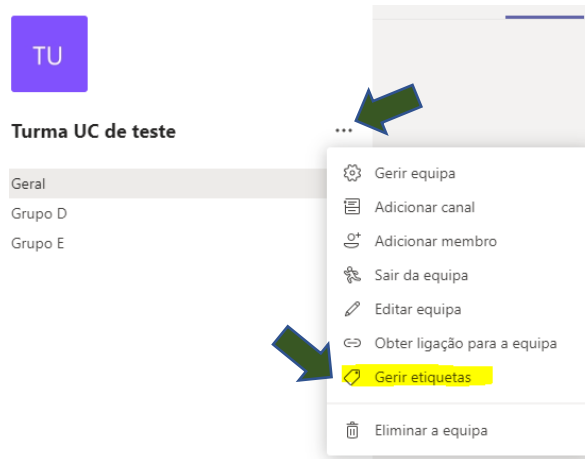 TU
Turma UC de teste
...
Geral
Grupo D
Grupo E
Gerir equipa
Adicionar canal
Adicionar membro
Sair da equipa
Editar equipa
Obter ligação para a equipa
Gerir etiquetas
Eliminar a equipa